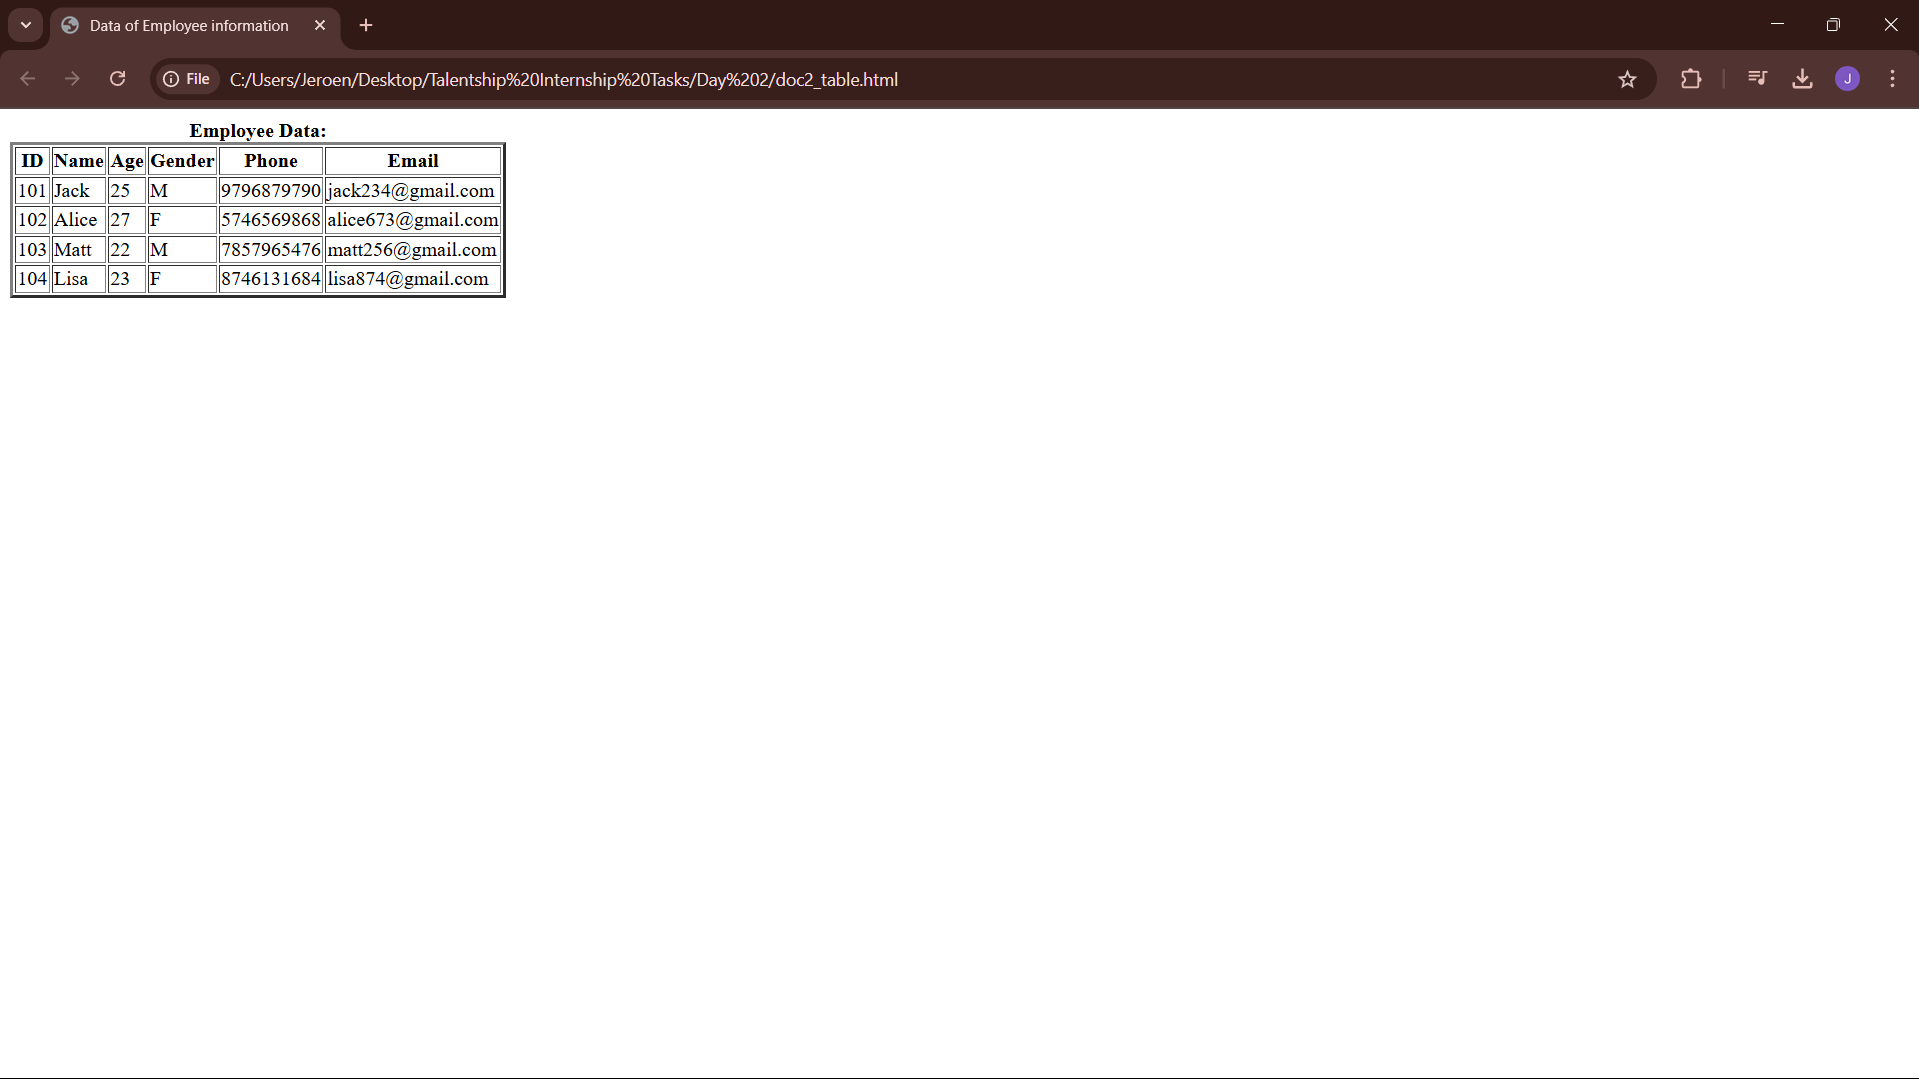 Data of Employee information
File C:/Users/Jeroen/Desktop/Talentship%20Internship%20Tasks/Day%202/doc2_table.html J
Employee Data:
ID Name Age Gender Phone Email
101 Jack 25 M 9796879790 jack234@gmail.com
102 Alice 27 F 5746569868 alice673@gmail.com
103 Matt 22 M 7857965476 matt256@gmail.com
104 Lisa 23 F 8746131684 lisa874@gmail.com